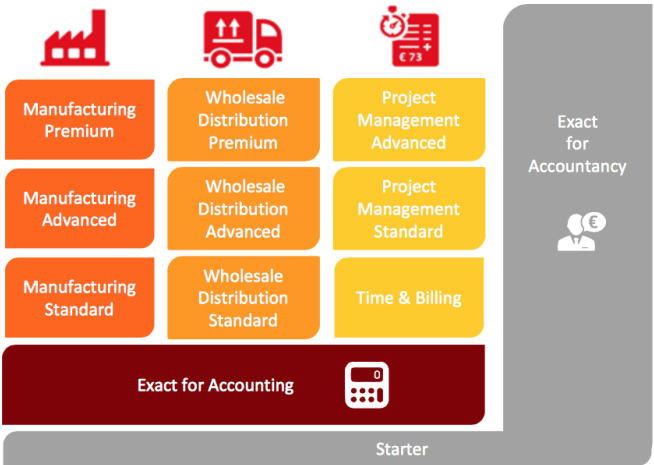 € 73
Manufacturing
Premium
Wholesale
Distribution
Premium
Project
Management
Advanced
Exact
for
Accountancy
€
Manufacturing
Advanced
Wholesale
Distribution
Advanced
Project
Management
Standard
Manufacturing
Standard
Wholesale
Distribution
Standard
Time & Billing
Exact for Accounting
0
Starter